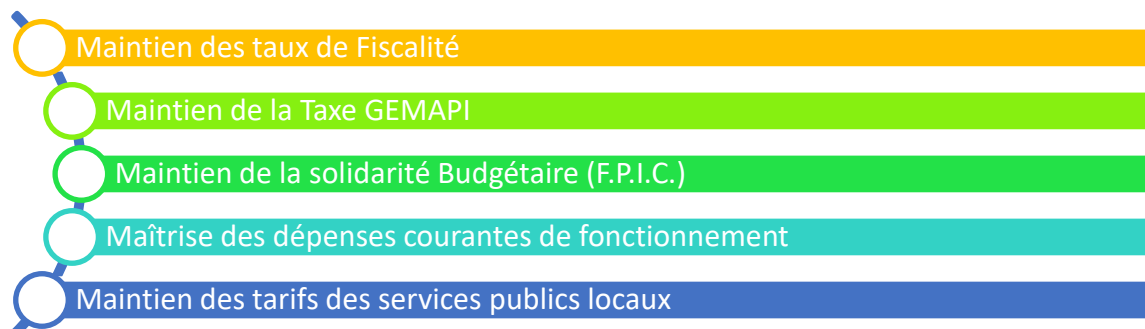 Maintien des taux de Fiscalité
Maintien de la Taxe GEMAPI
Maintien de la solidarité Budgétaire (F.P.I.C.)
Maîtrise des dépenses courantes de fonctionnement
Maintien des tarifs des services publics locaux